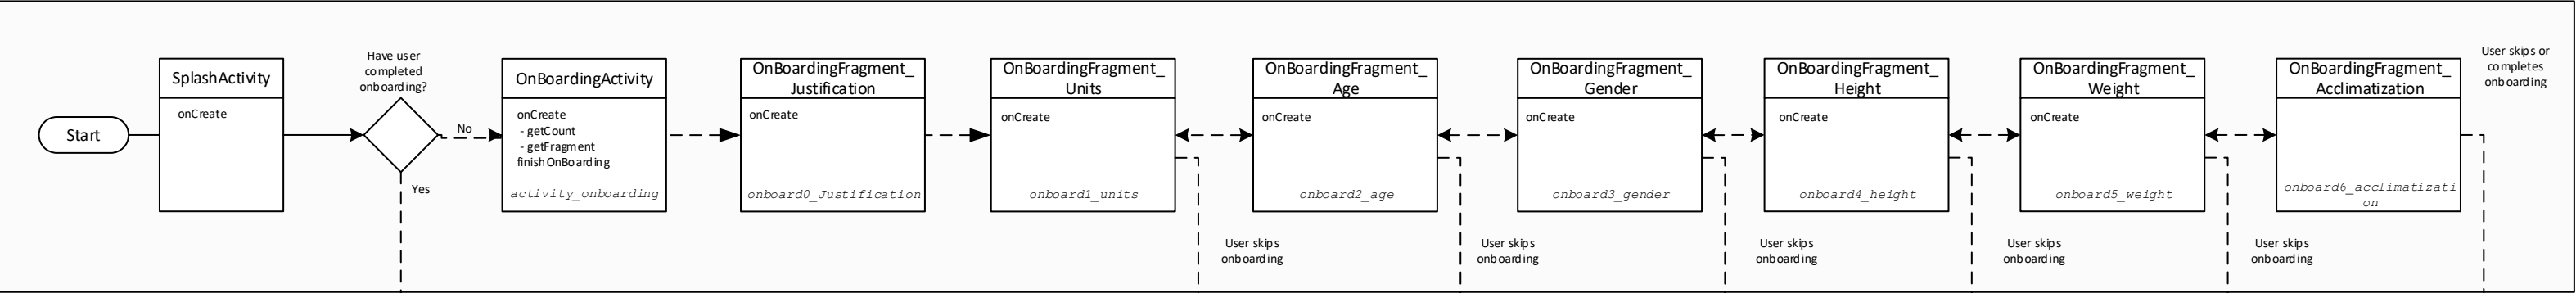 Start
SplashActivity
onCreate
Have user
completed
onboarding?
No
Yes
OnBoardingActivity
onCreate
- getCount
- getFragment
finishOnBoarding
activity_onboarding
OnBoardingFragment_
Justification
onCreate
onboard0_Justification
OnBoardingFragment_
Units
onCreate
onboard1_units
User skips
onboarding
OnBoardingFragment_
Age
onCreate
onboard2_age
User skips
onboarding
OnBoardingFragment_
Gender
onCreate
onboard3_gender
User skips
onboarding
OnBoardingFragment_
Height
onCreate
onboard4_height
User skips
onboarding
OnBoardingFragment_
Weight
onCreate
onboard5_weight
User skips
onboarding
OnBoardingFragment_
Acclimatization
onboard6_acclimatizati
on
User skips or
completes
onboarding